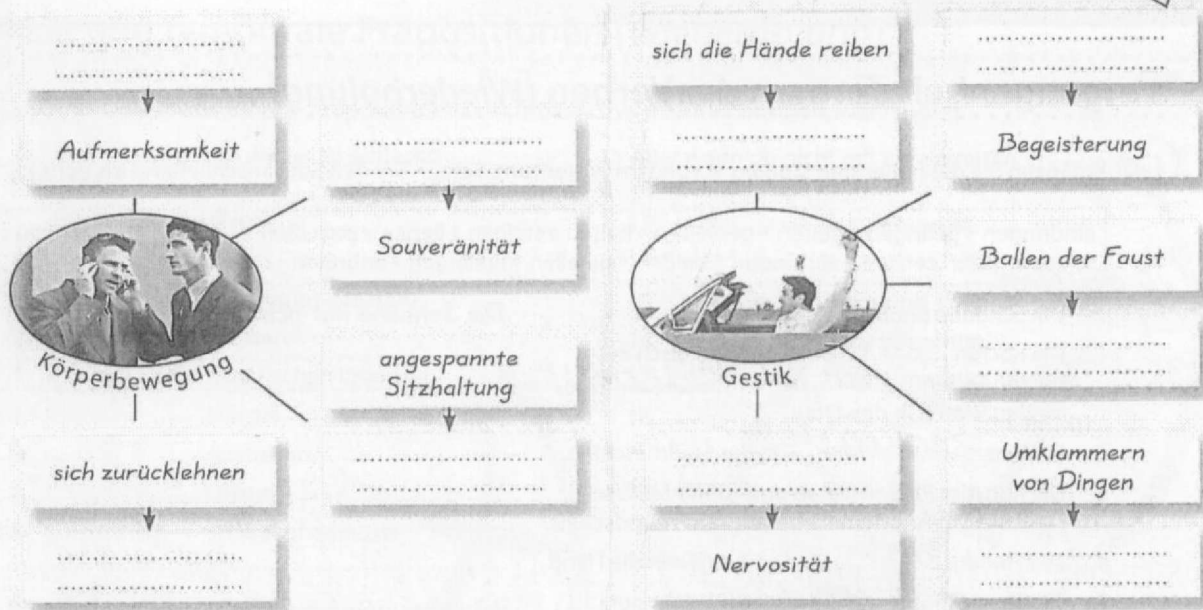 Aufmerksamkeit
Souveränität
angespannte
Sitzhaltung
Körperbewegung
sich zurücklehnen
sich die Hände reiben
Begeisterung
Ballen der Faust
Gestik
Umklammern
von Dingen
Nervosität